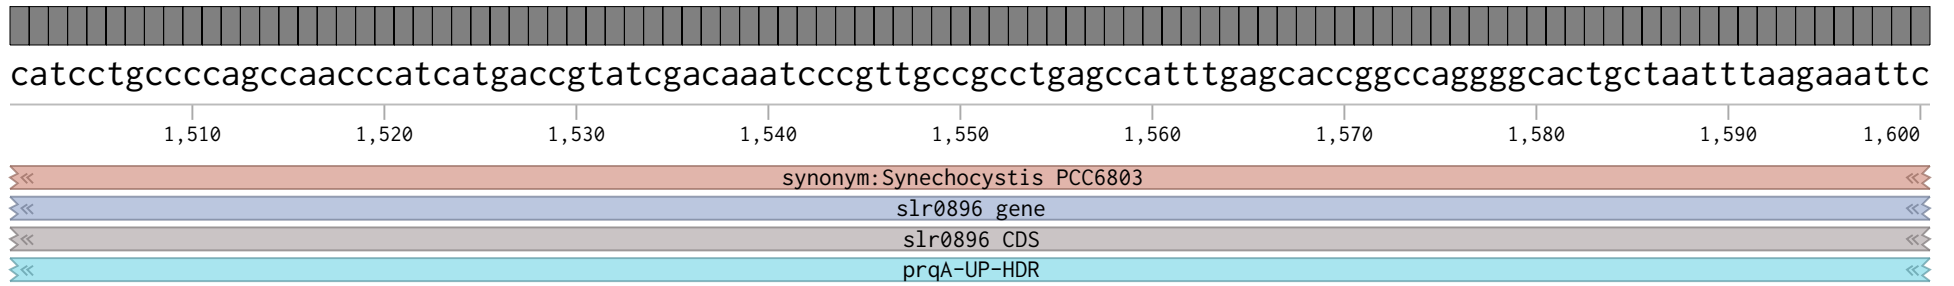 catcctgccccagccaacccatcatgaccgtatcgacaaatcccgttgccgcctgagccatttgagcaccggccaggggcactgctaatttaagaaattc
1,510 1,520 1,530 1,540 1,550 1,560 1,570 1,580 1,590 1,600
synonym:Synechocystis PCC6803
slr0896 gene
slr0896 CDS
prqA-UP-HDR